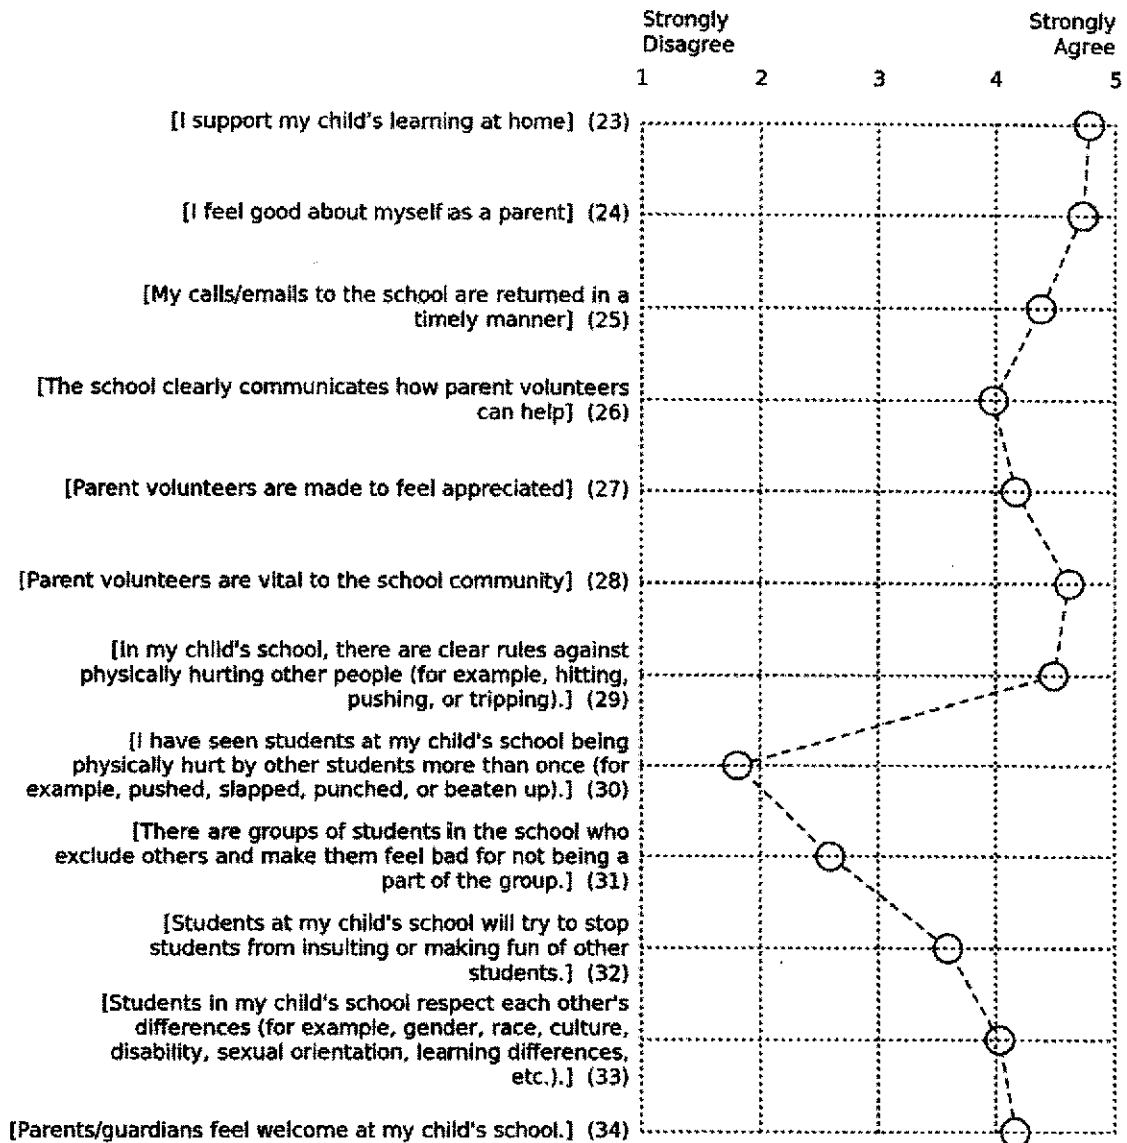 Strongly
Disagree
Strongly
Agree
1 2 3 4 5
[I support my child's learning at home] (23)
[I feel good about myself as a parent] (24)
[My calls/emails to the school are returned in a
timely manner] (25)
[The school clearly communicates how parent volunteers
can help] (26)
[Parent volunteers are made to feel appreciated] (27)
[Parent volunteers are vital to the school community] (28)
[In my child's school, there are clear rules against
physically hurting other people (for example, hitting,
pushing, or tripping).] (29)
[I have seen students at my child's school being
physically hurt by other students more than once (for
example, pushed, slapped, punched, or beaten up).] (30)
[There are groups of students in the school who
exclude others and make them feel bad for not being a
part of the group.] (31)
[Students at my child's school will try to stop
students from insulting or making fun of other
students.] (32)
[Students in my child's school respect each other's
differences (for example, gender, race, culture,
disability, sexual orientation, learning differences,
etc.).] (33)
[Parents/guardians feel welcome at my child's school.] (34)